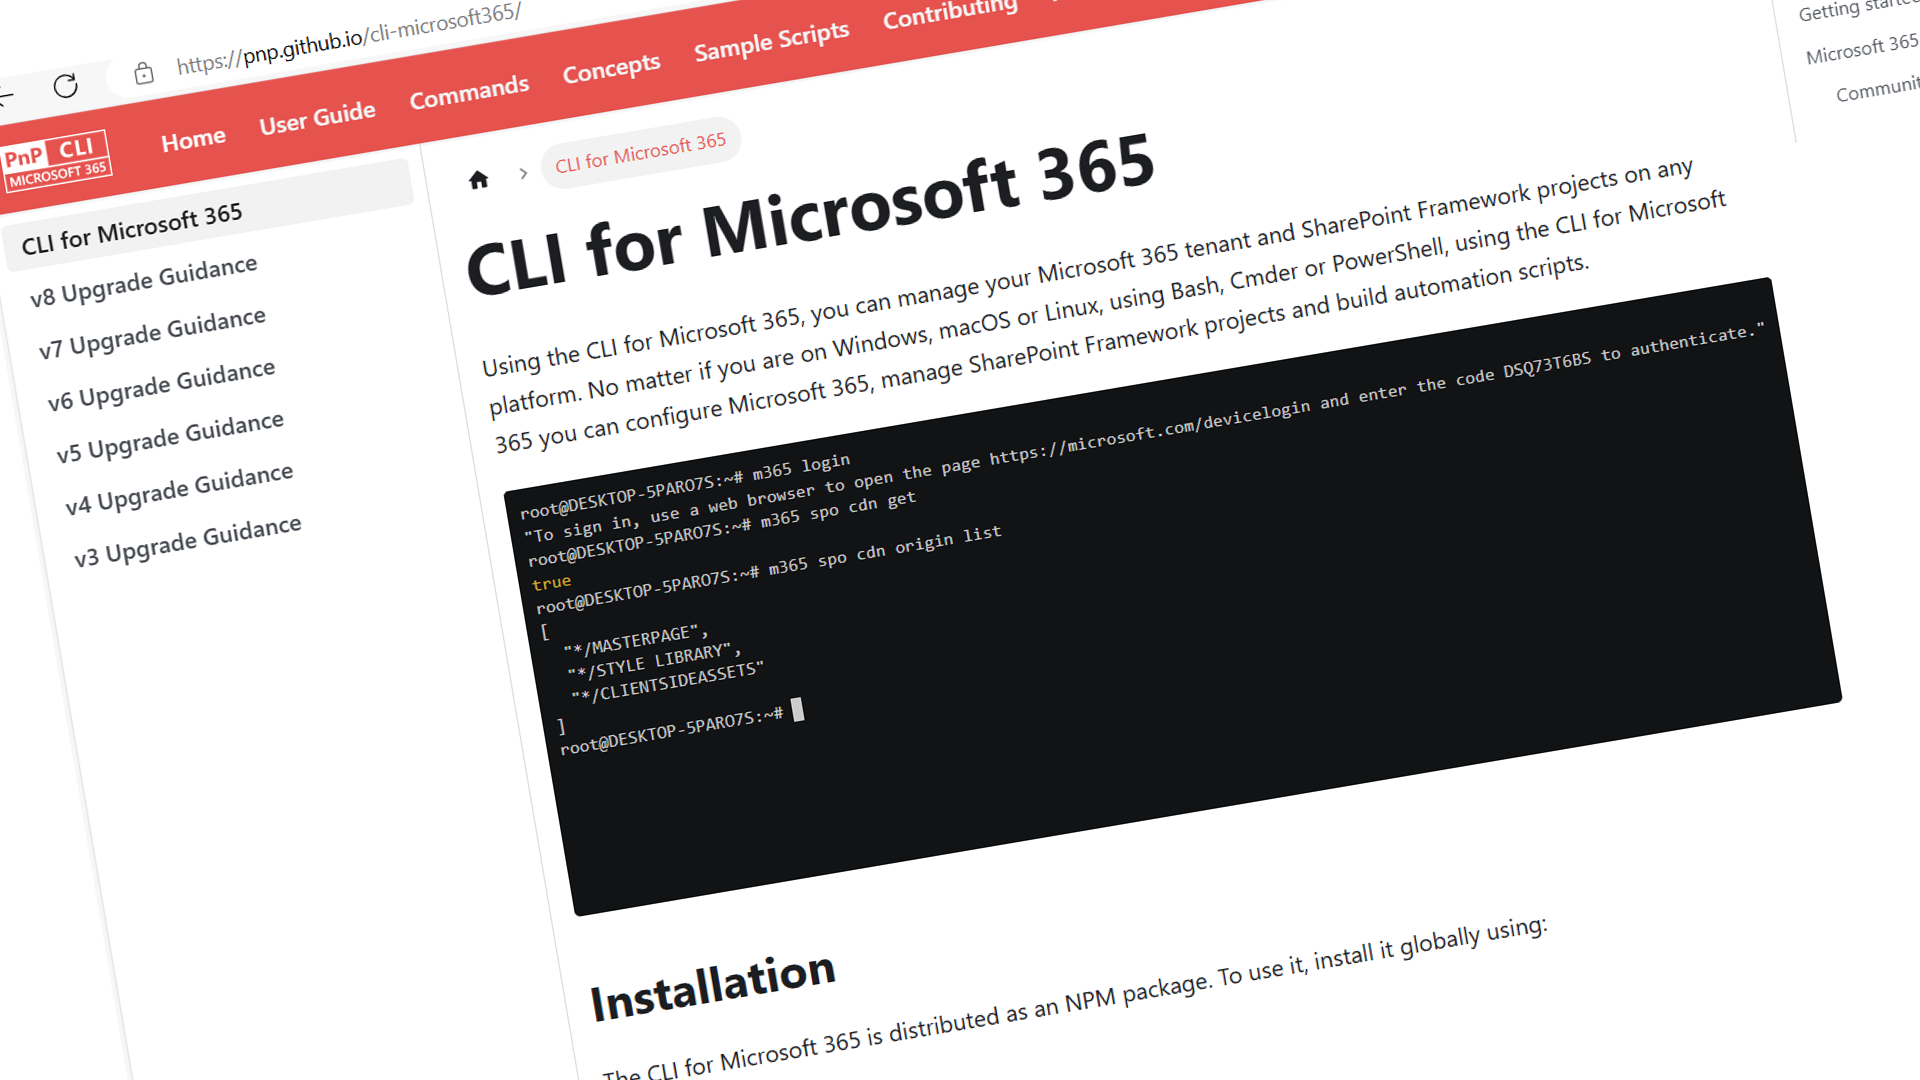 https://pnp.github.io/cli-microsoft365/
PnP CLI
MICROSOFT 365
Home
User Guide
Commands
Concepts
Sample Scripts
Contributing
CLI for Microsoft 365
v8 Upgrade Guidance
v7 Upgrade Guidance
v6 Upgrade Guidance
v5 Upgrade Guidance
v4 Upgrade Guidance
v3 Upgrade Guidance
CLI for Microsoft 365
CLI for Microsoft 365
Using the CLI for Microsoft 365, you can manage your Microsoft 365 tenant and SharePoint Framework projects on any
platform. No matter if you are on Windows, macOS or Linux, using Bash, Cmder or PowerShell, using the CLI for Microsoft
365 you can configure Microsoft 365, manage SharePoint Framework projects and build automation scripts.
root@DESKTOP-5PARO7S:~# m365 login
"To sign in, use a web browser to open the page https://microsoft.com/devicelogin and enter the code DSQ73T6BS to authenticate."
root@DESKTOP-5PARO7S:~# m365 spo cdn get
true
root@DESKTOP-5PARO7S:~# m365 spo cdn origin list
[
"*/MASTERPAGE",
"*/STYLE LIBRARY",
"*/CLIENTSIDEASSETS"
]
root@DESKTOP-5PARO7S:~#
Installation
The CLI for Microsoft 365 is distributed as an NPM package. To use it, install it globally using:
Getting
Microsoft 365